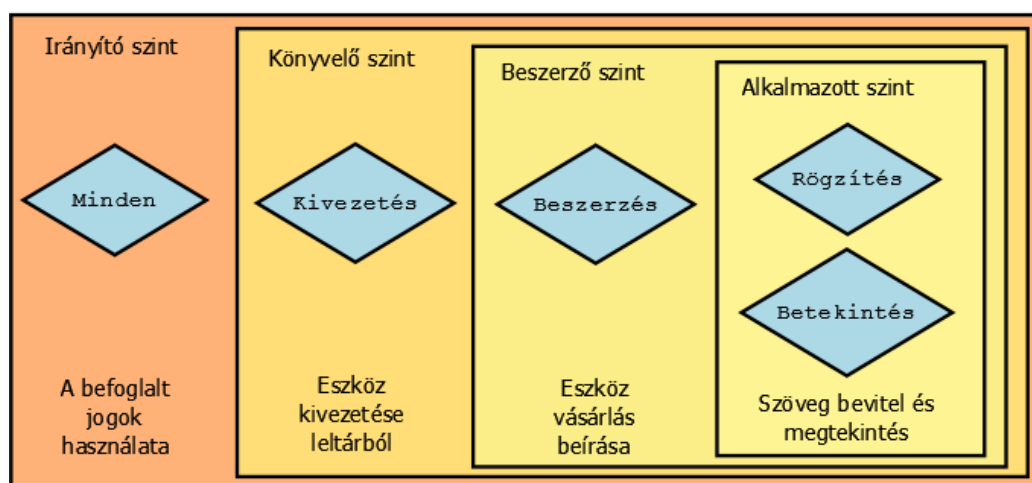 Irányító szint
Minden
A befoglalt
jogok
használata
Könyvelő szint
Kivezetés
Eszköz
kivezetése
leltárból
Beszerző szint
Beszerzés
Eszköz
vásárlás
beírása
Alkalmazott szint
Rögzítés
Betekintés
Szöveg bevitel és
megtekintés